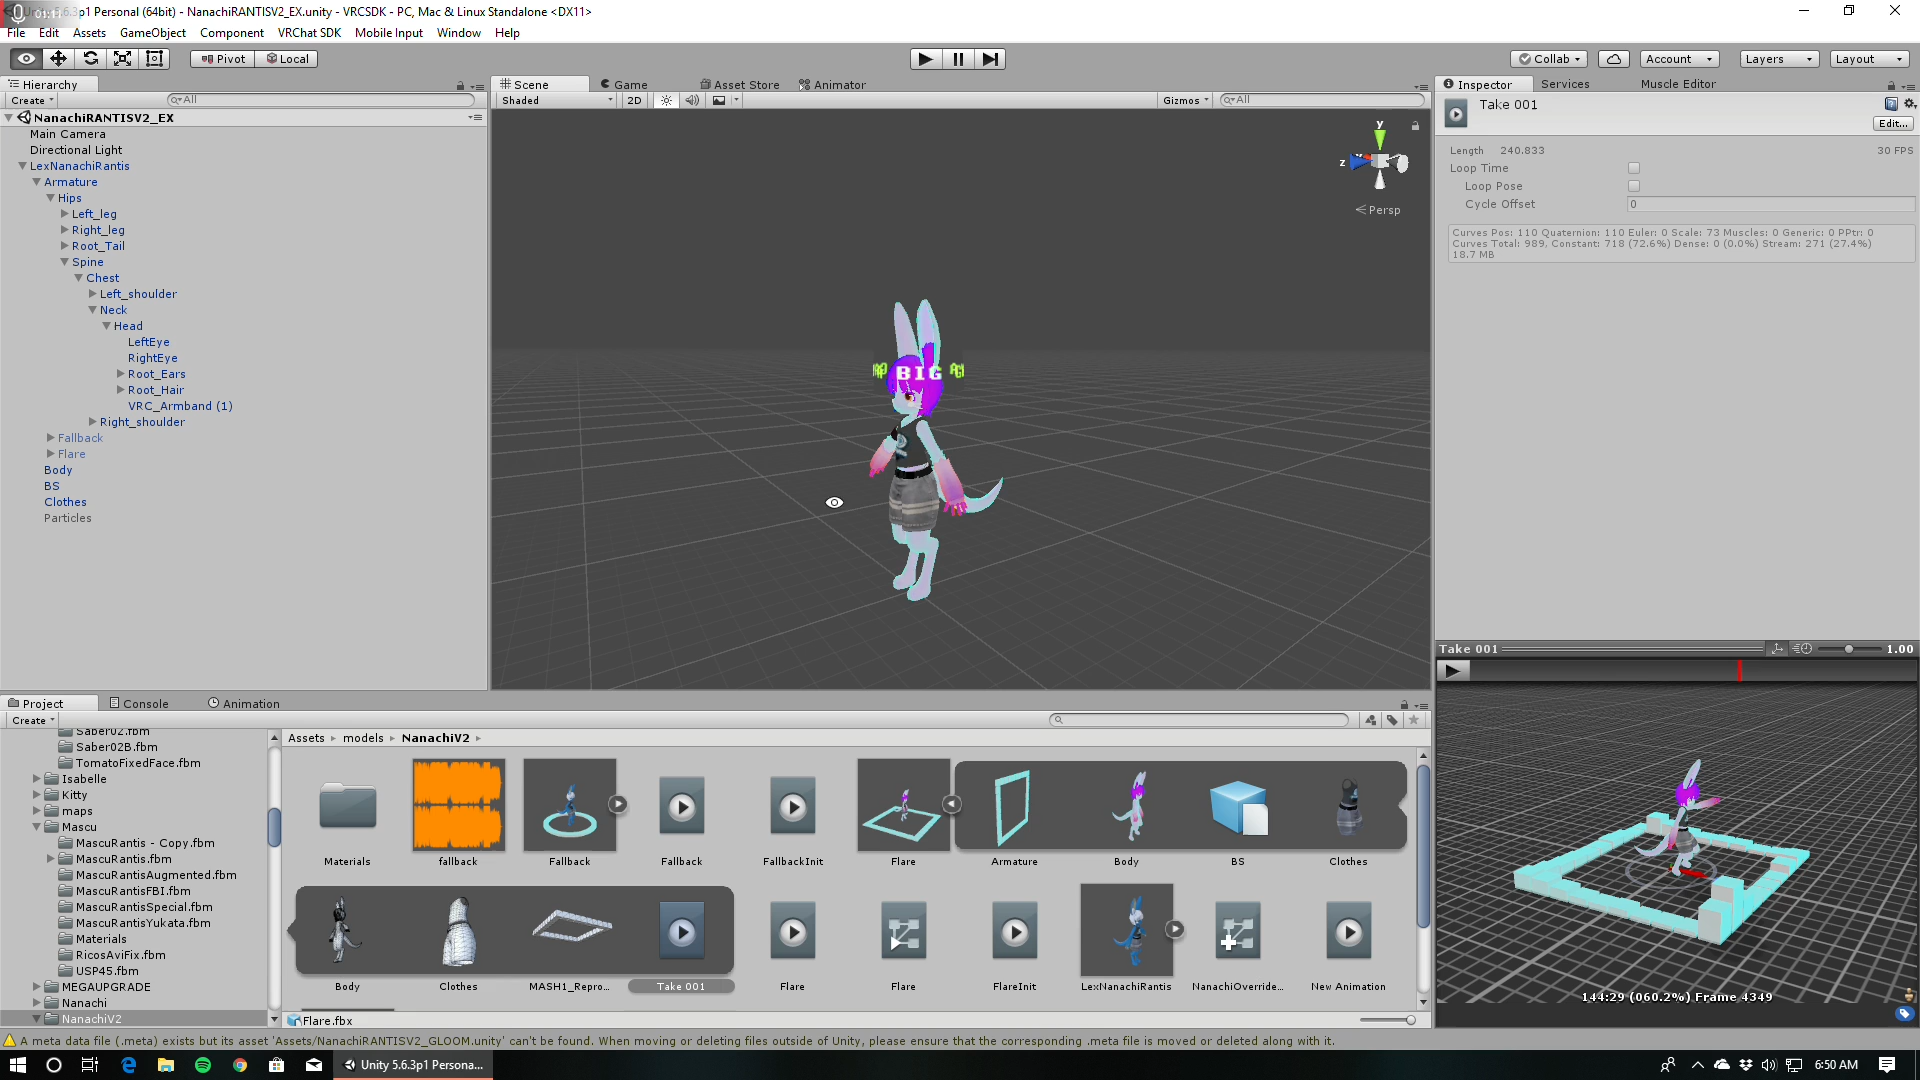 Unity 5.6.3p1 Personal (64bit) - NanachiRANTISV2_EX.unity - VRCSDK - PC, Mac & Linux Standalone <DX11>
File Edit Assets GameObject Component VRChat SDK Mobile Input Window Help
Pivot Local Collab Account Layers Layout
Hierarchy
Create All
NanachiRANTISV2_EX
Main Camera
Directional Light
LexNanachiRantis
Armature
Hips
Left_leg
Right_leg
Root_Tail
Spine
Chest
Left_shoulder
Neck
Head
LeftEye
RightEye
Root_Ears
Root_Hair
VRC_Armband (1)
Right_shoulder
Fallback
Flare
Body
BS
Clothes
Particles
Scene Game Asset Store Animator
Shaded 2D Gizmos All
y
z
Persp
BIG
Inspector Services Muscle Editor
Take 001
Edit...
Length 240.833 30 FPS
Loop Time
Loop Pose
Cycle Offset 0
Curves Pos: 110 Quaternion: 110 Euler: 0 Scale: 73 Muscles: 0 Generic: 0 PPtr: 0
Curves Total: 989, Constant: 718 (72.6%) Dense: 0 (0.0%) Stream: 271 (27.4%)
18.7 MB
Take 001 1.00
144:29 (060.2%) Frame 4349
Project Console Animation
Create
Saber02.fbm
Saber02B.fbm
TomatoFixedFace.fbm
Isabelle
Kitty
maps
Mascu
MascuRantis - Copy.fbm
MascuRantis.fbm
MascuRantisAugmented.fbm
MascuRantisFBI.fbm
MascuRantisSpecial.fbm
MascuRantisYukata.fbm
Materials
RicosAviFix.fbm
USP45.fbm
MEGAUPGRADE
Nanachi
NanachiV2
Assets models NanachiV2
Materials fallback Fallback Fallback FallbackInit Flare Armature Body BS Clothes
Body Clothes MASH1_Repro... Take 001 Flare Flare FlareInit LexNanachiRantis NanachiOverride... New Animation
Flare.fbx
A meta data file (.meta) exists but its asset 'Assets/NanachiRANTISV2_GLOOM.unity' can't be found. When moving or deleting files outside of Unity, please ensure that the corresponding .meta file is moved or deleted along with it.
Unity 5.6.3p1 Persona...
6:50 AM